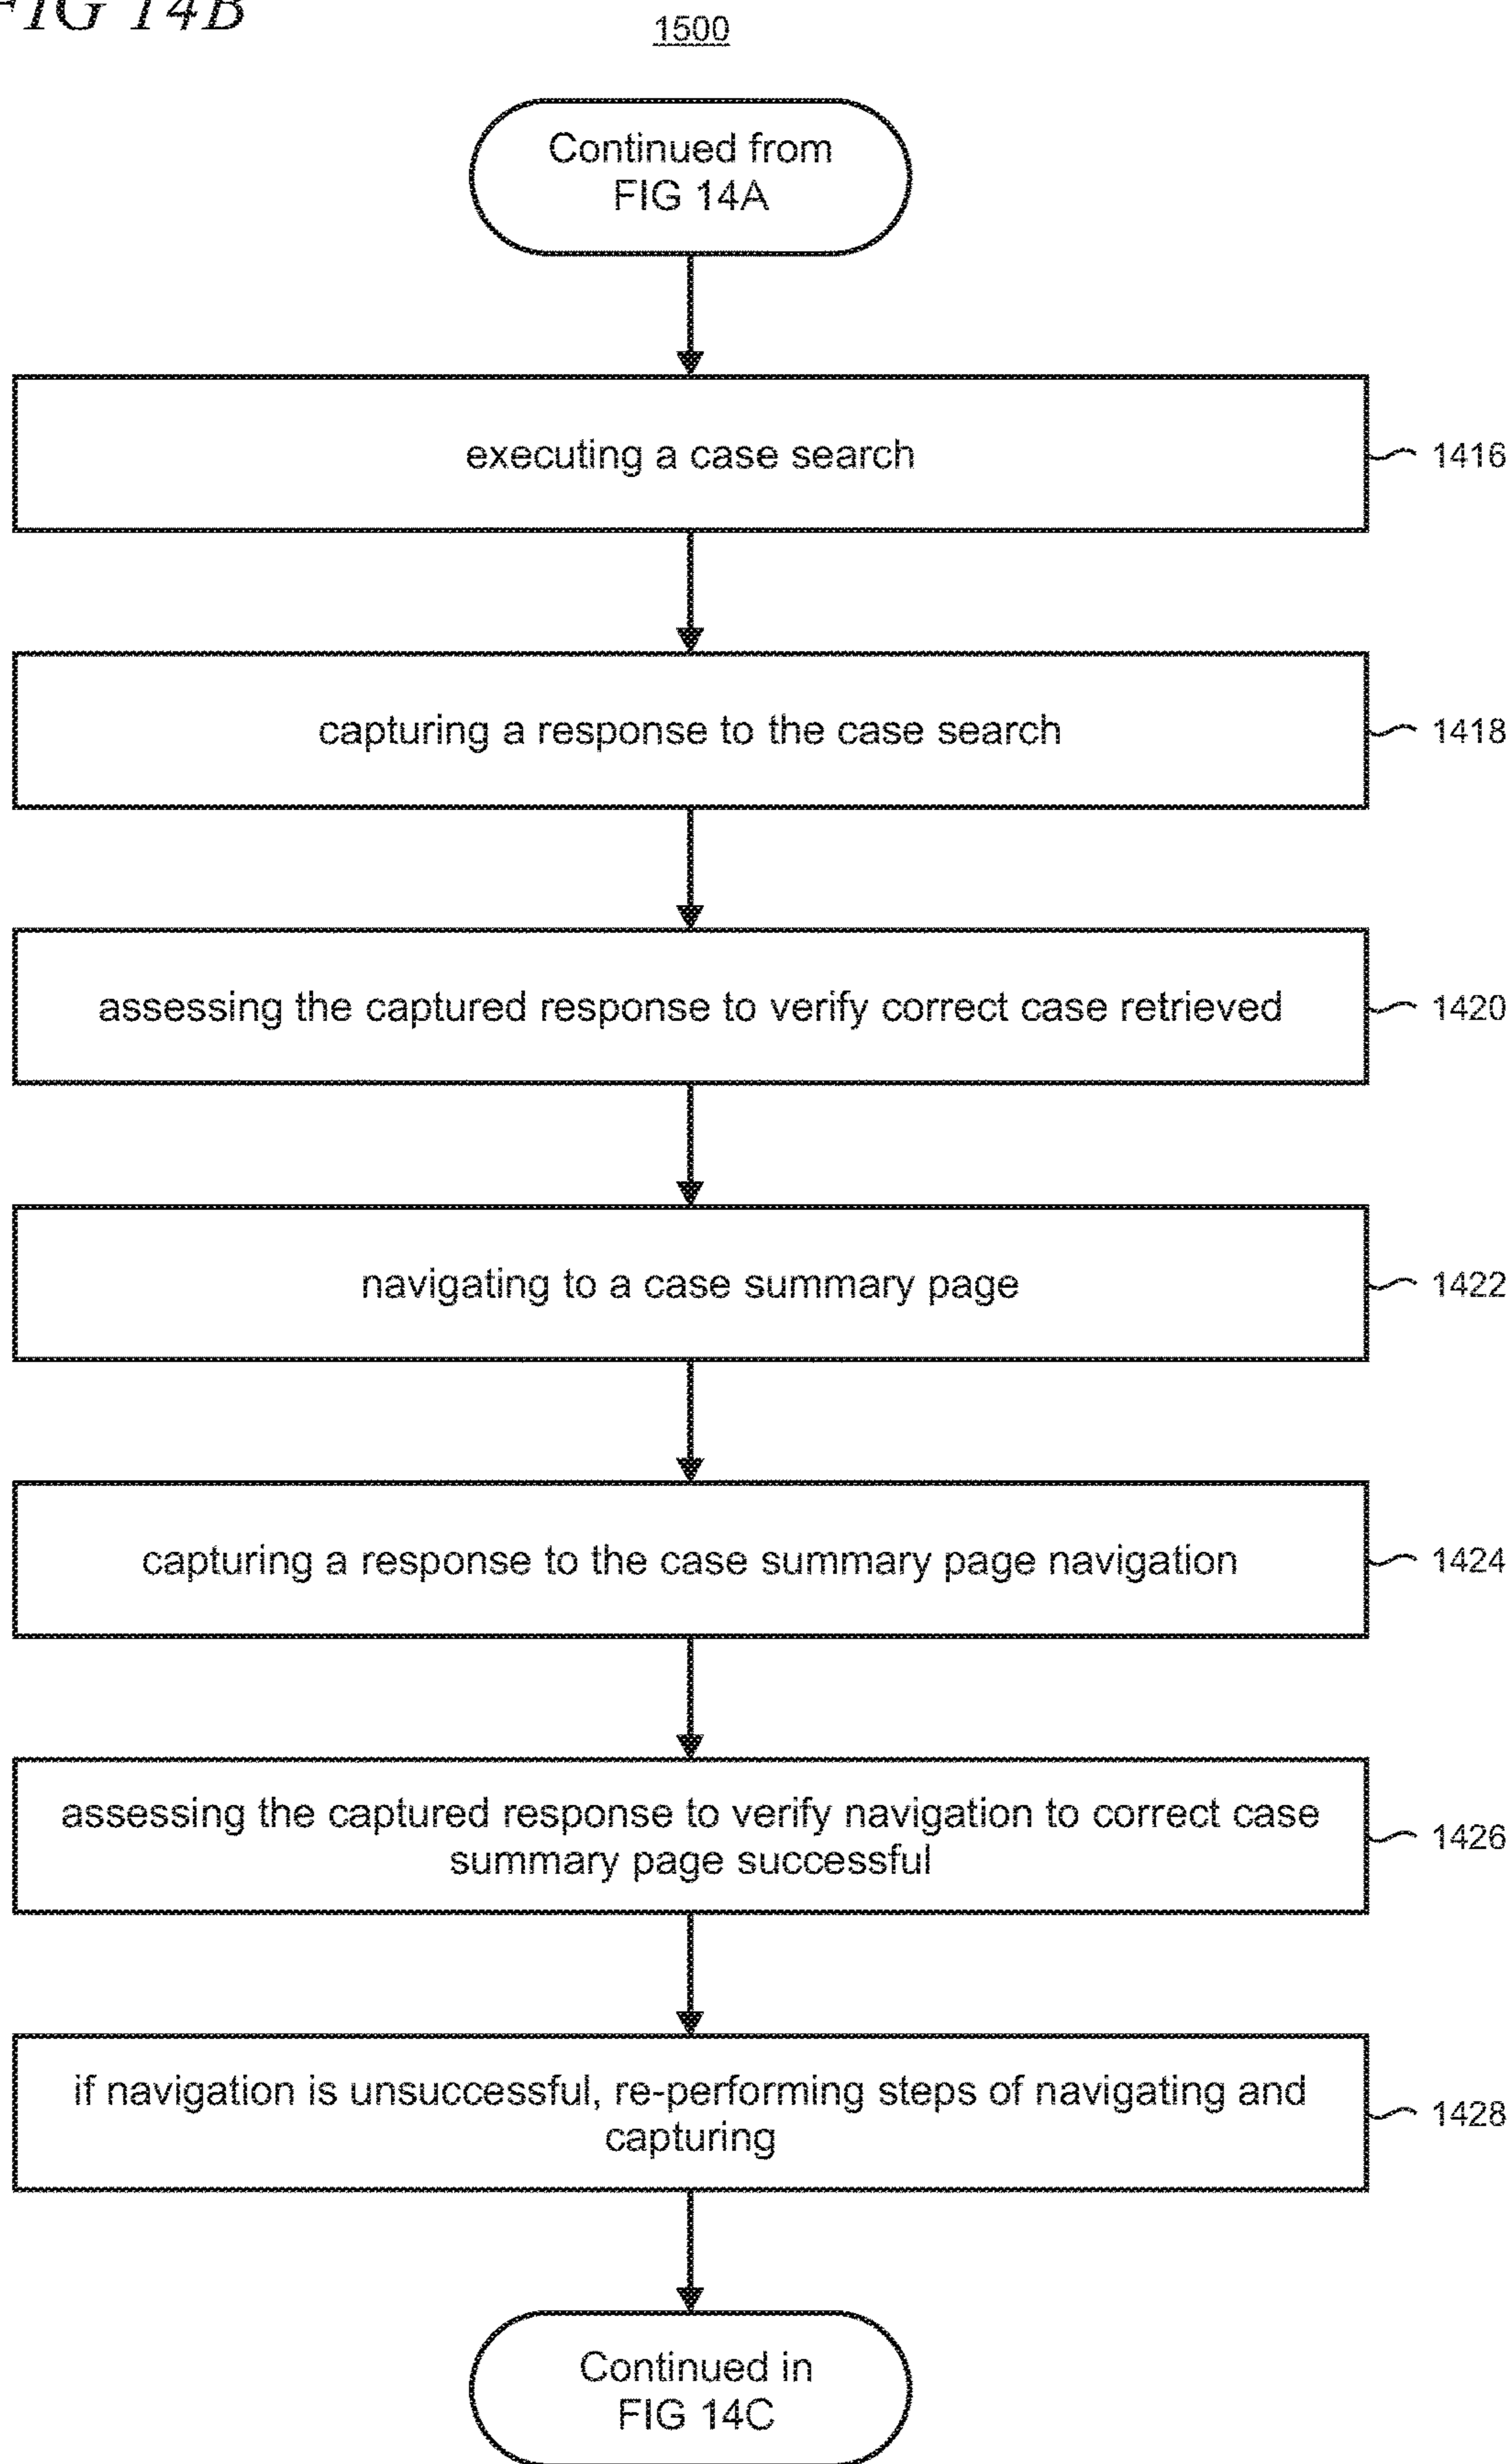 FIG 14B
1500
Continued from
FIG 14A
executing a case search
1416
capturing a response to the case search
1418
assessing the captured response to verify correct case retrieved
1420
navigating to a case summary page
1422
capturing a response to the case summary page navigation
1424
assessing the captured response to verify navigation to correct case
summary page successful
1426
if navigation is unsuccessful, re-performing steps of navigating and
capturing
1428
Continued in
FIG 14C